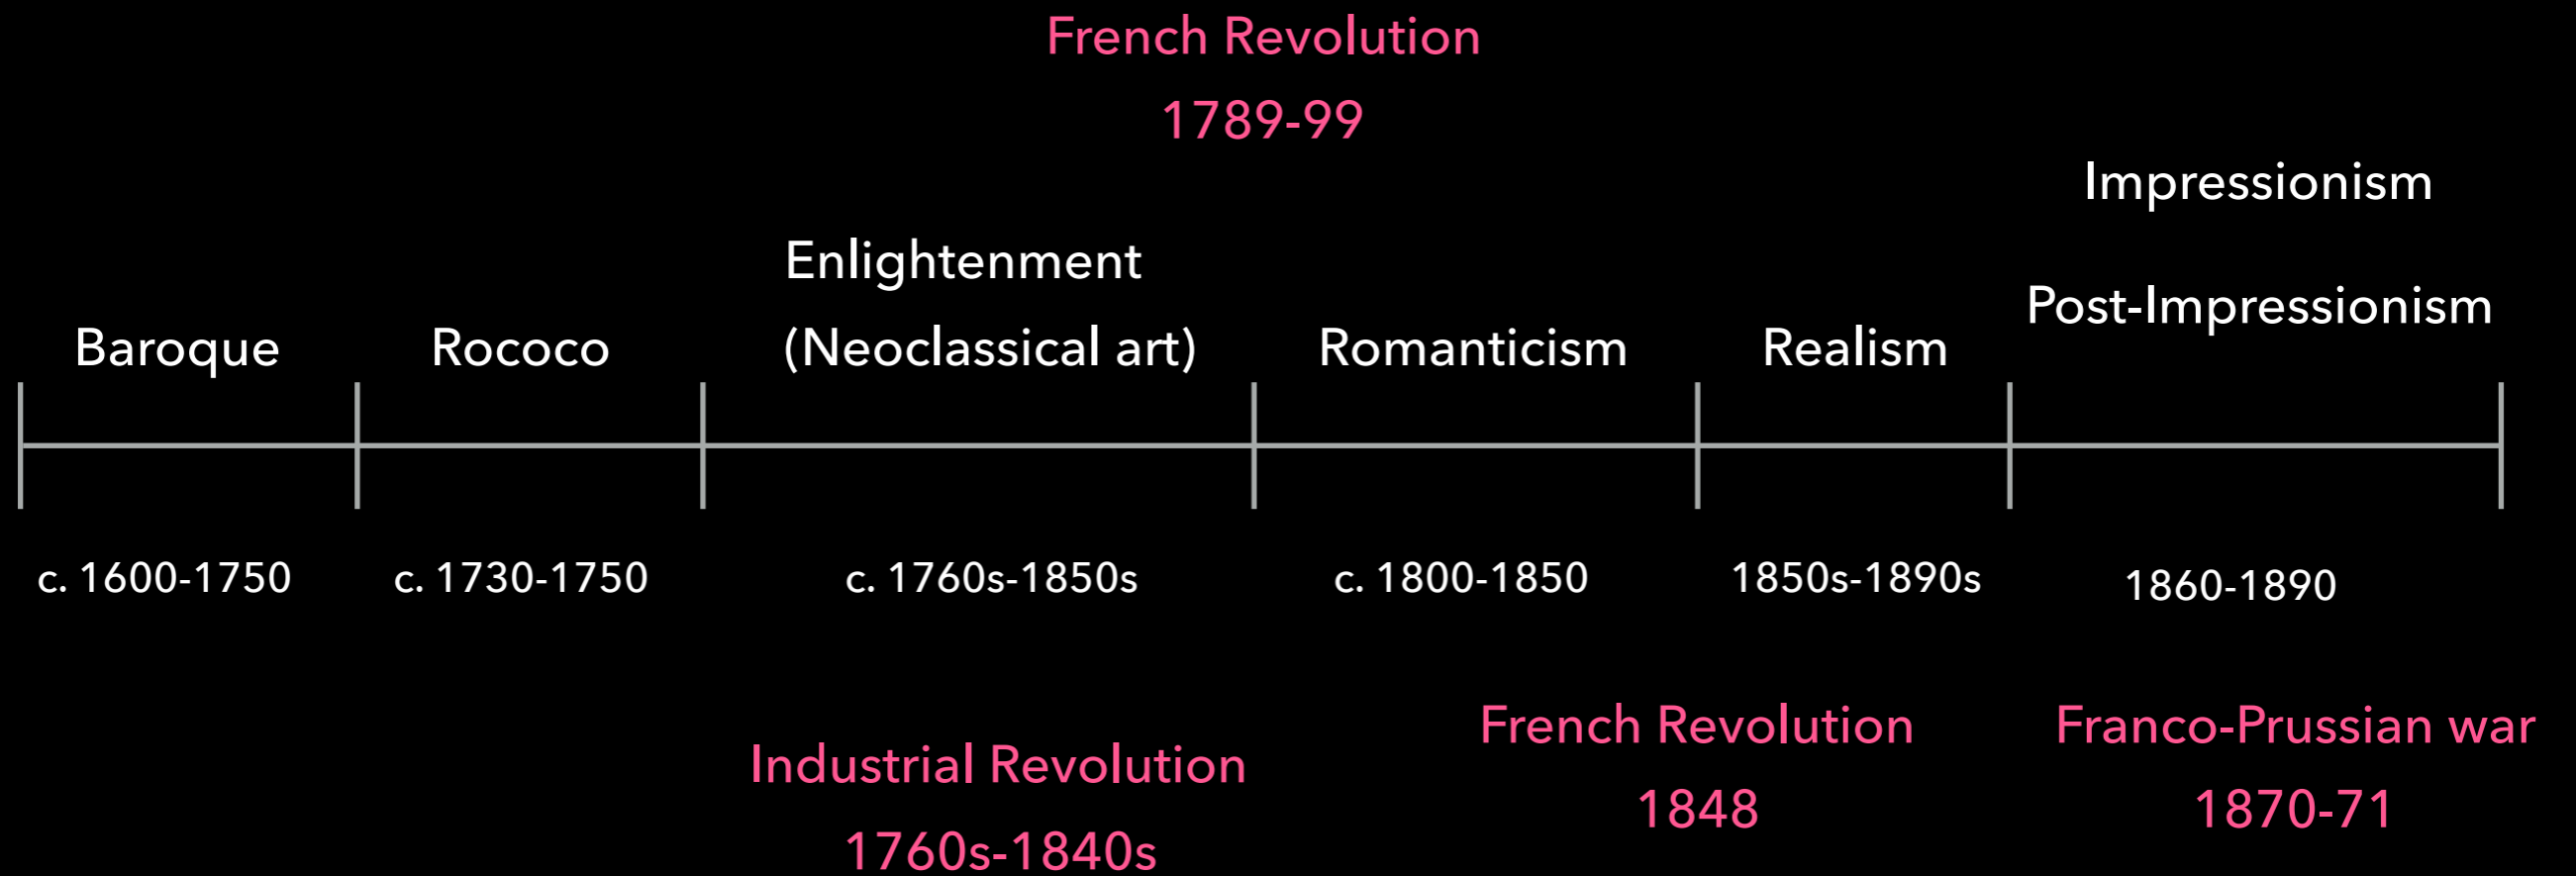 French Revolution
1789-99
Impressionism
Enlightenment
Post-Impressionism
Baroque
Rococo
(Neoclassical art)
Romanticism
Realism
c. 1600-1750
c. 1730-1750
c. 1760s-1850s
c. 1800-1850
1850s-1890s
1860-1890
French Revolution
Franco-Prussian war
Industrial Revolution
1848
1870-71
1760s-1840s